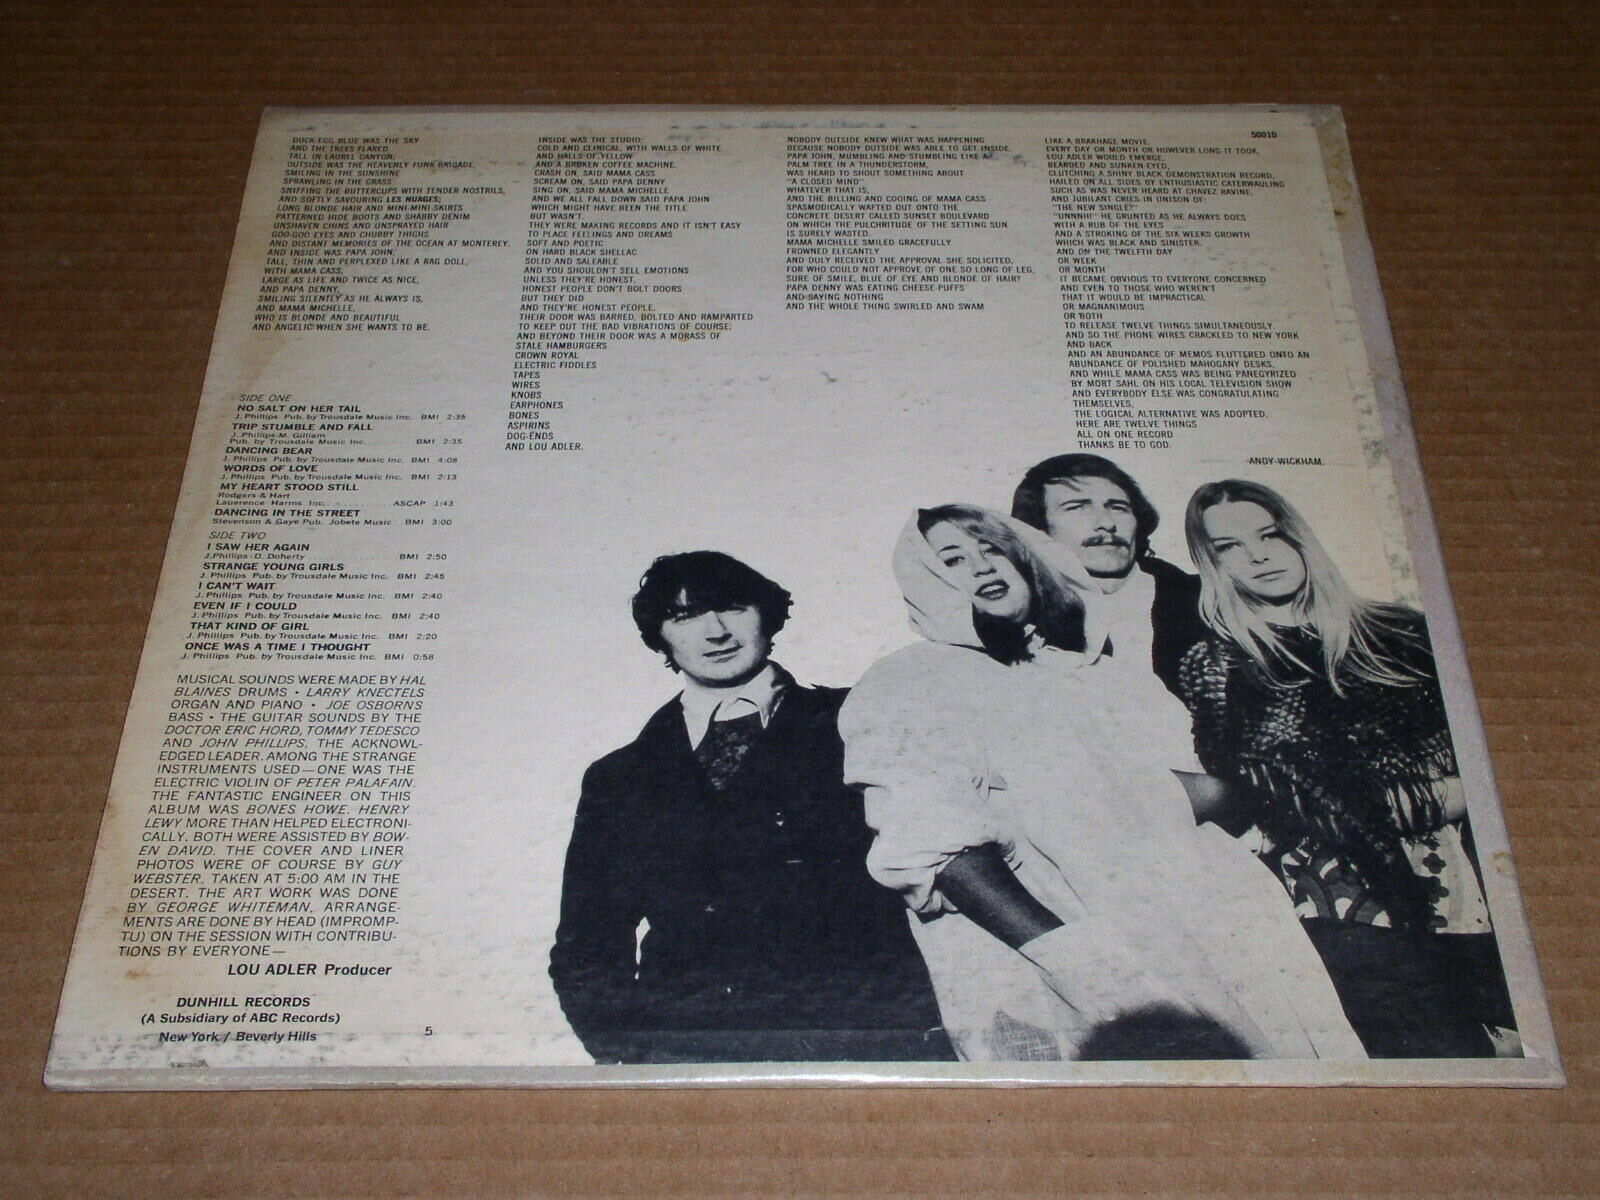 DUCK-EGG BLUE WAS THE SKY
AND THE TREES FLARED
TALL IN LAUREL CANYON;
OUTSIDE WAS THE HEAVENLY FUNK BRIGADE,
SMILING IN THE SUNSHINE
SPRAWLING IN THE GRASS
SNIFFING THE BUTTERCUPS WITH TENDER NOSTRILS,
AND SOFTLY SAVOURING LES NUAGES;
LONG BLONDE HAIR AND MINI-MINI-SKIRTS
PATTERNED HIDE BOOTS AND SHABBY DENIM
UNSHAVEN CHINS AND UNSPRAYED HAIR
GOO-GOO EYES AND CHUBBY THIGHS
AND DISTANT MEMORIES OF THE OCEAN AT MONTEREY.
AND INSIDE WAS PAPA JOHN,
TALL, THIN AND PERPLEXED LIKE A RAG DOLL,
WITH MAMA CASS,
LARGE AS LIFE AND TWICE AS NICE,
AND PAPA DENNY,
SMILING SILENTLY AS HE ALWAYS IS,
AND MAMA MICHELLE,
WHO IS BLONDE AND BEAUTIFUL
AND ANGELIC WHEN SHE WANTS TO BE.
INSIDE WAS THE STUDIO;
COLD AND CLINICAL, WITH WALLS OF WHITE
AND HALLS OF YELLOW
AND A BROKEN COFFEE MACHINE.
CRASH ON, SAID MAMA CASS
SCREAM ON, SAID PAPA DENNY
SING ON, SAID MAMA MICHELLE
AND WE ALL FALL DOWN SAID PAPA JOHN
WHICH MIGHT HAVE BEEN THE TITLE
BUT WASN'T.
THEY WERE MAKING RECORDS AND IT ISN'T EASY
TO PLACE FEELINGS AND DREAMS
SOFT AND POETIC
ON HARD BLACK SHELLAC
SOLID AND SALEABLE
AND YOU SHOULDN'T SELL EMOTIONS
UNLESS THEY'RE HONEST.
HONEST PEOPLE DON'T BOLT DOORS
BUT THEY DID
AND THEY'RE HONEST PEOPLE.
THEIR DOOR WAS BARRED, BOLTED AND RAMPARTED
TO KEEP OUT THE BAD VIBRATIONS OF COURSE;
AND BEYOND THEIR DOOR WAS A MORASS OF
STALE HAMBURGERS
CROWN ROYAL
ELECTRIC FIDDLES
TAPES
WIRES
KNOBS
EARPHONES
BONES
ASPIRINS
DOG-ENDS
AND LOU ADLER.
NOBODY OUTSIDE KNEW WHAT WAS HAPPENING
BECAUSE NOBODY OUTSIDE WAS ABLE TO GET INSIDE.
PAPA JOHN, MUMBLING AND STUMBLING LIKE A
PALM TREE IN A THUNDERSTORM,
WAS HEARD TO SHOUT SOMETHING ABOUT
"A CLOSED MIND"
WHATEVER THAT IS,
AND THE BILLING AND COOING OF MAMA CASS
SPASMODICALLY WAFTED OUT ONTO THE
CONCRETE DESERT CALLED SUNSET BOULEVARD
ON WHICH THE PULCHRITUDE OF THE SETTING SUN
IS SURELY WASTED.
MAMA MICHELLE SMILED GRACEFULLY
FROWNED ELEGANTLY
AND DULY RECEIVED THE APPROVAL SHE SOLICITED,
FOR WHO COULD NOT APPROVE OF ONE SO LONG OF LEG,
SURE OF SMILE, BLUE OF EYE AND BLONDE OF HAIR?
PAPA DENNY WAS EATING CHEESE-PUFFS
AND SAYING NOTHING
AND THE WHOLE THING SWIRLED AND SWAM
50010
LIKE A BRAKHAGE MOVIE.
EVERY DAY OR MONTH OR HOWEVER LONG IT TOOK,
LOU ADLER WOULD EMERGE,
BEARDED AND SUNKEN-EYED,
CLUTCHING A SHINY BLACK DEMONSTRATION RECORD,
HAILED ON ALL SIDES BY ENTHUSIASTIC CATERWAULING
SUCH AS WAS NEVER HEARD AT CHAVEZ RAVINE,
AND JUBILANT CRIES IN UNISON OF:
"THE NEW SINGLE?"
"UNNNH!" HE GRUNTED AS HE ALWAYS DOES
WITH A RUB OF THE EYES
AND A STROKING OF THE SIX WEEKS GROWTH
WHICH WAS BLACK AND SINISTER.
AND ON THE TWELFTH DAY
OR WEEK
OR MONTH
IT BECAME OBVIOUS TO EVERYONE CONCERNED
AND EVEN TO THOSE WHO WEREN'T
THAT IT WOULD BE IMPRACTICAL
OR MAGNANIMOUS
OR BOTH
TO RELEASE TWELVE THINGS SIMULTANEOUSLY.
AND SO THE PHONE WIRES CRACKLED TO NEW YORK
AND BACK
AND AN ABUNDANCE OF MEMOS FLUTTERED ONTO AN
ABUNDANCE OF POLISHED MAHOGANY DESKS,
AND WHILE MAMA CASS WAS BEING PANEGYRIZED
BY MORT SAHL ON HIS LOCAL TELEVISION SHOW
AND EVERYBODY ELSE WAS CONGRATULATING
THEMSELVES,
THE LOGICAL ALTERNATIVE WAS ADOPTED.
HERE ARE TWELVE THINGS
ALL ON ONE RECORD
THANKS BE TO GOD.
ANDY WICKHAM.
SIDE ONE
NO SALT ON HER TAIL
J. Phillips Pub. by Trousdale Music Inc. BMI 2:35
TRIP STUMBLE AND FALL
J. Phillips-M. Gilliam
Pub. by Trousdale Music Inc. BMI 2:35
DANCING BEAR
J. Phillips Pub. by Trousdale Music Inc. BMI 4:08
WORDS OF LOVE
J. Phillips Pub. by Trousdale Music Inc. BMI 2:13
MY HEART STOOD STILL
Rodgers & Hart
Lauerence Harms Inc. ASCAP 1:43
DANCING IN THE STREET
Stevenson & Gaye Pub. Jobete Music BMI 3:00
SIDE TWO
I SAW HER AGAIN
J. Phillips-D. Doherty BMI 2:50
STRANGE YOUNG GIRLS
J. Phillips Pub. by Trousdale Music Inc. BMI 2:45
I CAN'T WAIT
J. Phillips Pub. by Trousdale Music Inc. BMI 2:40
EVEN IF I COULD
J. Phillips Pub. by Trousdale Music Inc. BMI 2:40
THAT KIND OF GIRL
J. Phillips Pub. by Trousdale Music Inc. BMI 2:20
ONCE WAS A TIME I THOUGHT
J. Phillips Pub. by Trousdale Music Inc. BMI 0:58
MUSICAL SOUNDS WERE MADE BY HAL
BLAINES DRUMS • LARRY KNECTELS
ORGAN AND PIANO • JOE OSBORNS
BASS • THE GUITAR SOUNDS BY THE
DOCTOR ERIC HORD, TOMMY TEDESCO
AND JOHN PHILLIPS, THE ACKNOWL-
EDGED LEADER. AMONG THE STRANGE
INSTRUMENTS USED—ONE WAS THE
ELECTRIC VIOLIN OF PETER PALAFAIN.
THE FANTASTIC ENGINEER ON THIS
ALBUM WAS BONES HOWE. HENRY
LEWY MORE THAN HELPED ELECTRONI-
CALLY. BOTH WERE ASSISTED BY BOW-
EN DAVID. THE COVER AND LINER
PHOTOS WERE OF COURSE BY GUY
WEBSTER, TAKEN AT 5:00 AM IN THE
DESERT. THE ART WORK WAS DONE
BY GEORGE WHITEMAN. ARRANGE-
MENTS ARE DONE BY HEAD (IMPROMP-
TU) ON THE SESSION WITH CONTRIBU-
TIONS BY EVERYONE—
LOU ADLER Producer
DUNHILL RECORDS
(A Subsidiary of ABC Records)
New York / Beverly Hills
5